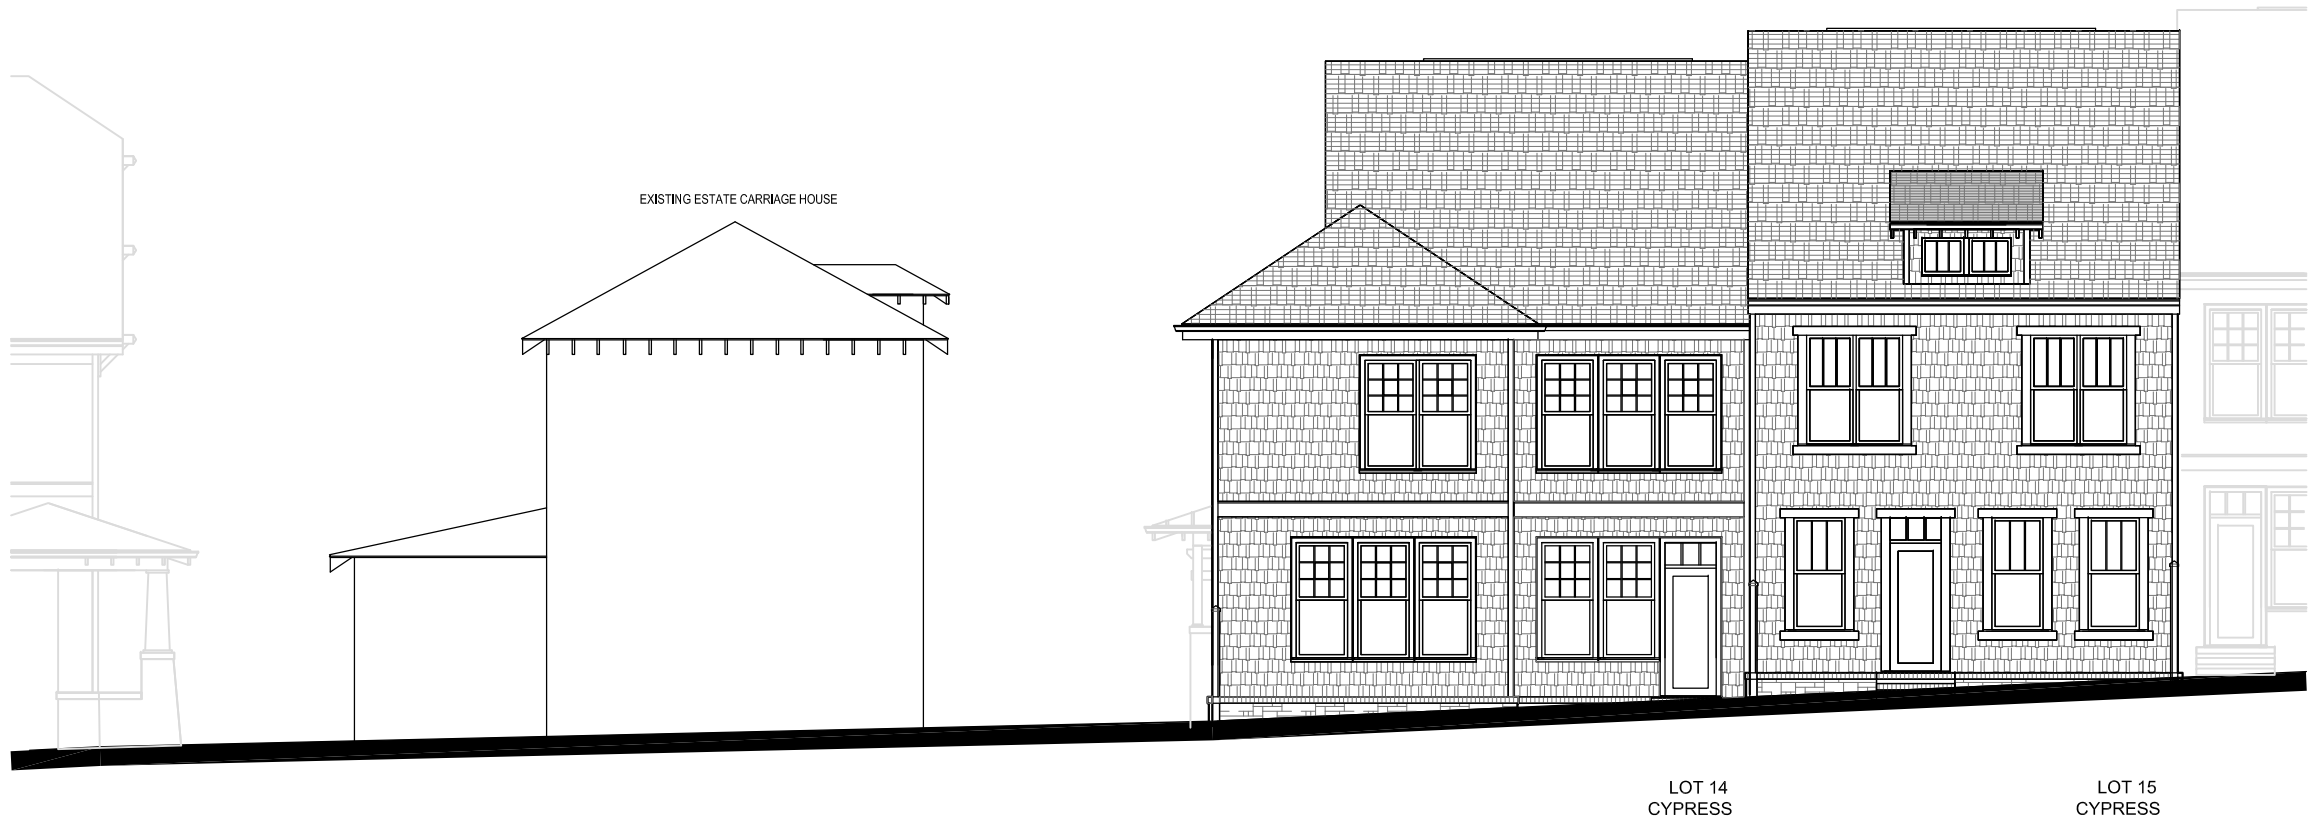 EXISTING ESTATE CARRIAGE HOUSE
LOT 14
CYPRESS
LOT 15
CYPRESS